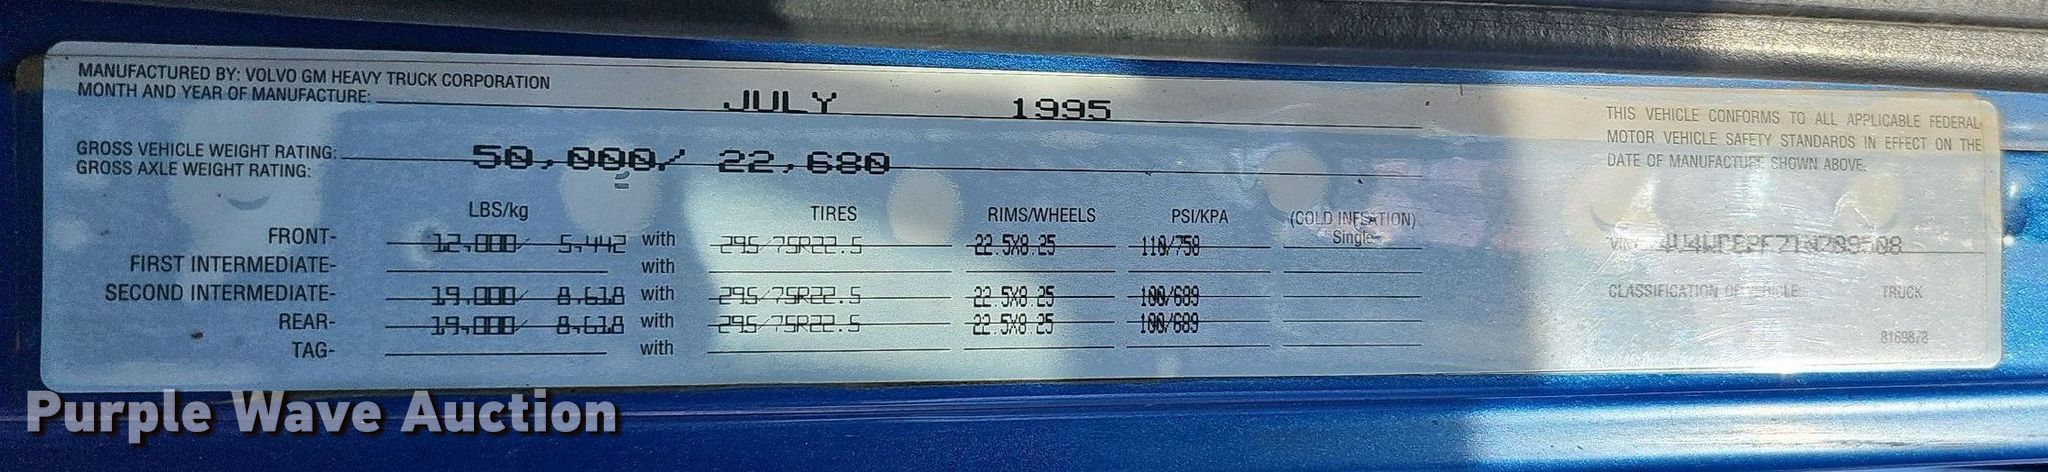 MANUFACTURED BY: VOLVO GM HEAVY TRUCK CORPORATION
MONTH AND YEAR OF MANUFACTURE: JULY 1995
GROSS VEHICLE WEIGHT RATING: 50,000/ 22,680
GROSS AXLE WEIGHT RATING:
LBS/kg TIRES RIMS/WHEELS PSI/KPA (COLD INFLATION)
FRONT- 12,000/ 5,442 with 295/75R22.5 22.5X8.25 110/758 Single
FIRST INTERMEDIATE- with
SECOND INTERMEDIATE- 19,000/ 8,618 with 295/75R22.5 22.5X8.25 100/689
REAR- 19,000/ 8,618 with 295/75R22.5 22.5X8.25 100/689
TAG- with
THIS VEHICLE CONFORMS TO ALL APPLICABLE FEDERAL
MOTOR VEHICLE SAFETY STANDARDS IN EFFECT ON THE
DATE OF MANUFACTURE SHOWN ABOVE.
VIN
CLASSIFICATION OF VEHICLE: TRUCK
Purple Wave Auction